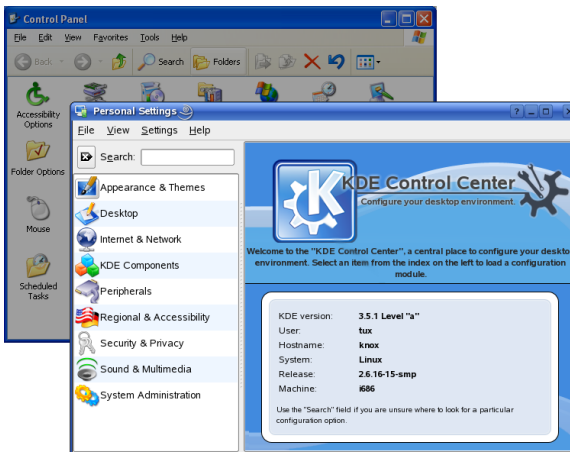 Control Panel
File Edit View Favorites Tools Help
Back Search Folders
Accessibility
Options
Folder Options
Mouse
Scheduled
Tasks
Personal Settings
File View Settings Help
Search:
Appearance & Themes
Desktop
Internet & Network
KDE Components
Peripherals
Regional & Accessibility
Security & Privacy
Sound & Multimedia
System Administration
KDE Control Center
Configure your desktop environment.
Welcome to the "KDE Control Center", a central place to configure your deskto
environment. Select an item from the index on the left to load a configuration
module.
KDE version: 3.5.1 Level "a"
User: tux
Hostname: knox
System: Linux
Release: 2.6.16-15-smp
Machine: i686
Use the "Search" field if you are unsure where to look for a particular
configuration option.